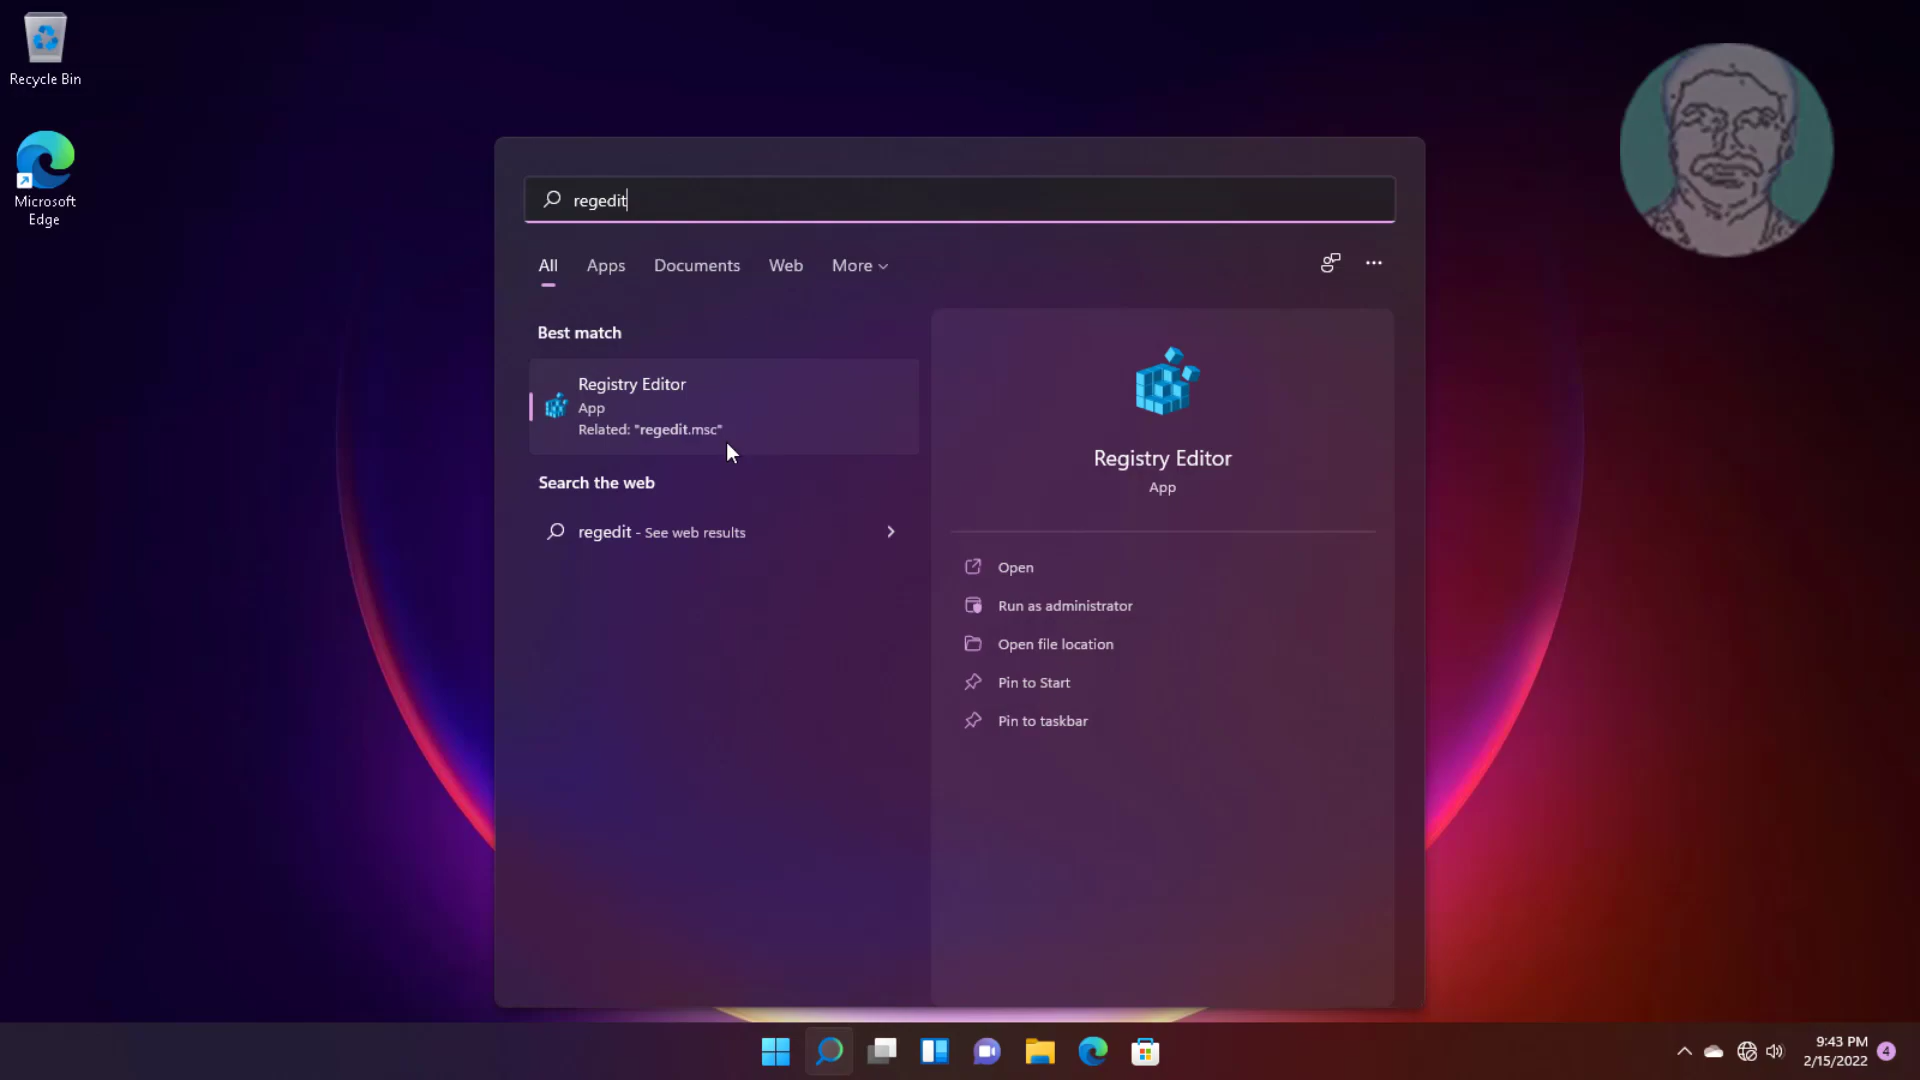 Recycle Bin
Microsoft
Edge
regedit
All Apps Documents Web More
Best match
Registry Editor
App
Related: "regedit.msc"
Search the web
regedit - See web results
Registry Editor
App
Open
Run as administrator
Open file location
Pin to Start
Pin to taskbar
9:43 PM
2/15/2022
4